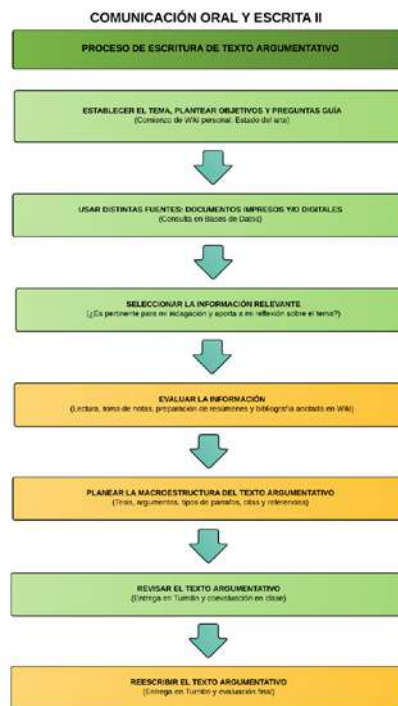 COMUNICACIÓN ORAL Y ESCRITA II
PROCESO DE ESCRITURA DE TEXTO ARGUMENTATIVO
ESTABLECER EL TEMA, PLANTEAR OBJETIVOS Y PREGUNTAS GUÍA
(Comienzo de Wiki personal. Estado del arte)
USAR DISTINTAS FUENTES: DOCUMENTOS IMPRESOS Y/O DIGITALES
(Consulta en Bases de Datos)
SELECCIONAR LA INFORMACIÓN RELEVANTE
(¿Es pertinente para mi indagación y aporta a mi reflexión sobre el tema?)
EVALUAR LA INFORMACIÓN
(Lectura, toma de notas, preparación de resúmenes y bibliografía anotada en Wiki)
PLANEAR LA MACROESTRUCTURA DEL TEXTO ARGUMENTATIVO
(Tesis, argumentos, tipos de párrafos, citas y referencias)
REVISAR EL TEXTO ARGUMENTATIVO
(Entrega en Turnitin y coevaluación en clase)
REESCRIBIR EL TEXTO ARGUMENTATIVO
(Entrega en Turnitin y evaluación final)